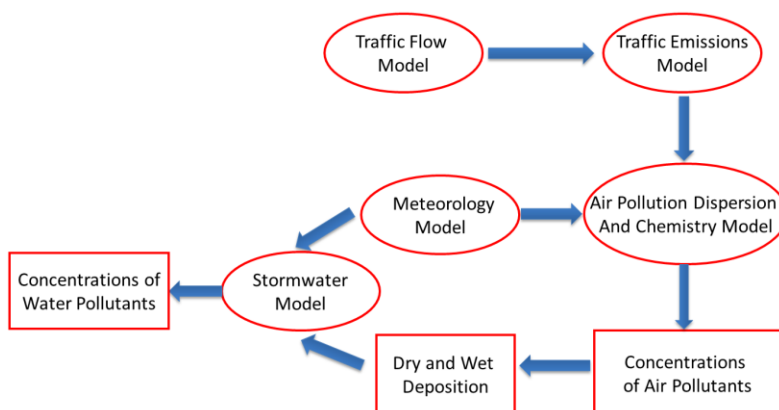 Traffic Flow
Model
Traffic Emissions
Model
Meteorology
Model
Air Pollution Dispersion
And Chemistry Model
Concentrations of
Water Pollutants
Stormwater
Model
Dry and Wet
Deposition
Concentrations
of Air Pollutants